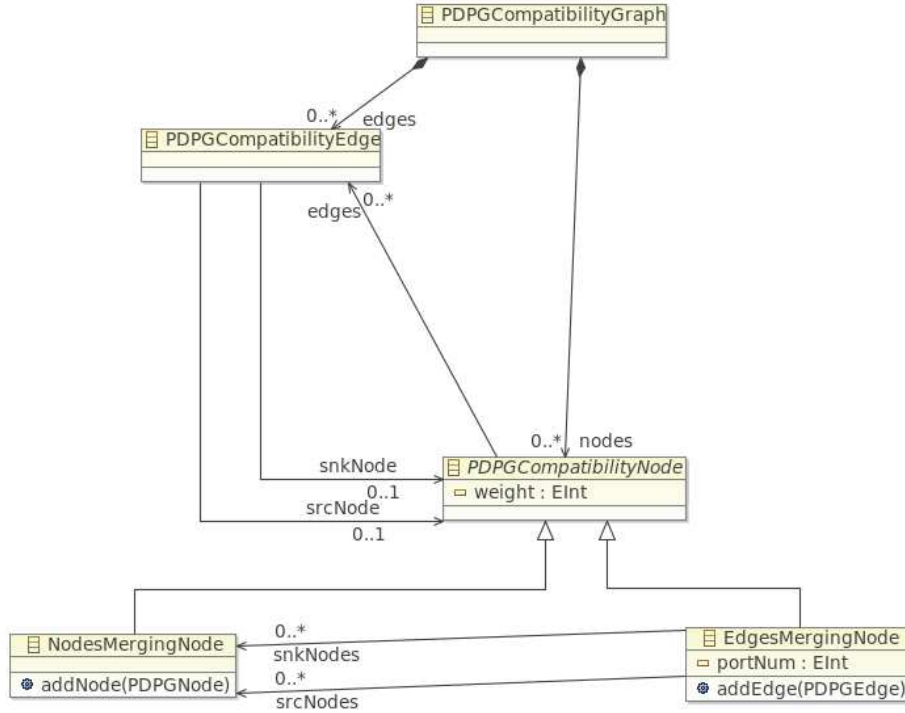 PDPGCompatibilityGraph
0..*
edges
PDPGCompatibilityEdge
0..*
edges
0..*
nodes
PDPGCompatibilityNode
snkNode
weight : EInt
0..1
srcNode
0..1
NodesMergingNode
0..*
snkNodes
EdgesMergingNode
portNum : EInt
addNode(PDPGNode)
0..*
srcNodes
addEdge(PDPGEdge)